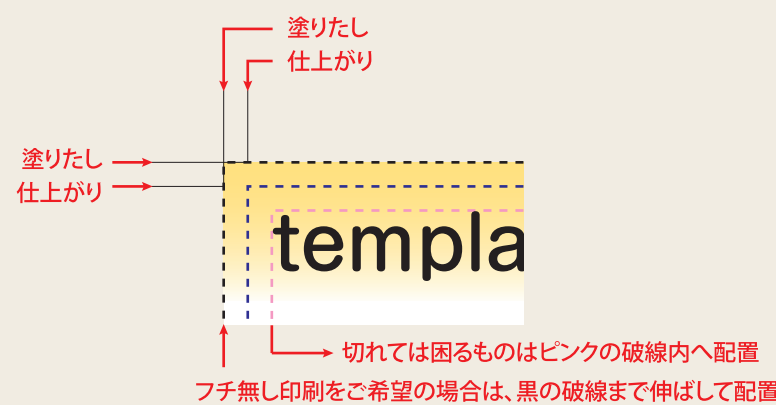 塗りたし
仕上がり
塗りたし
仕上がり
templa
切れては困るものはピンクの破線内へ配置
フチ無し印刷をご希望の場合は、黒の破線まで伸ばして配置